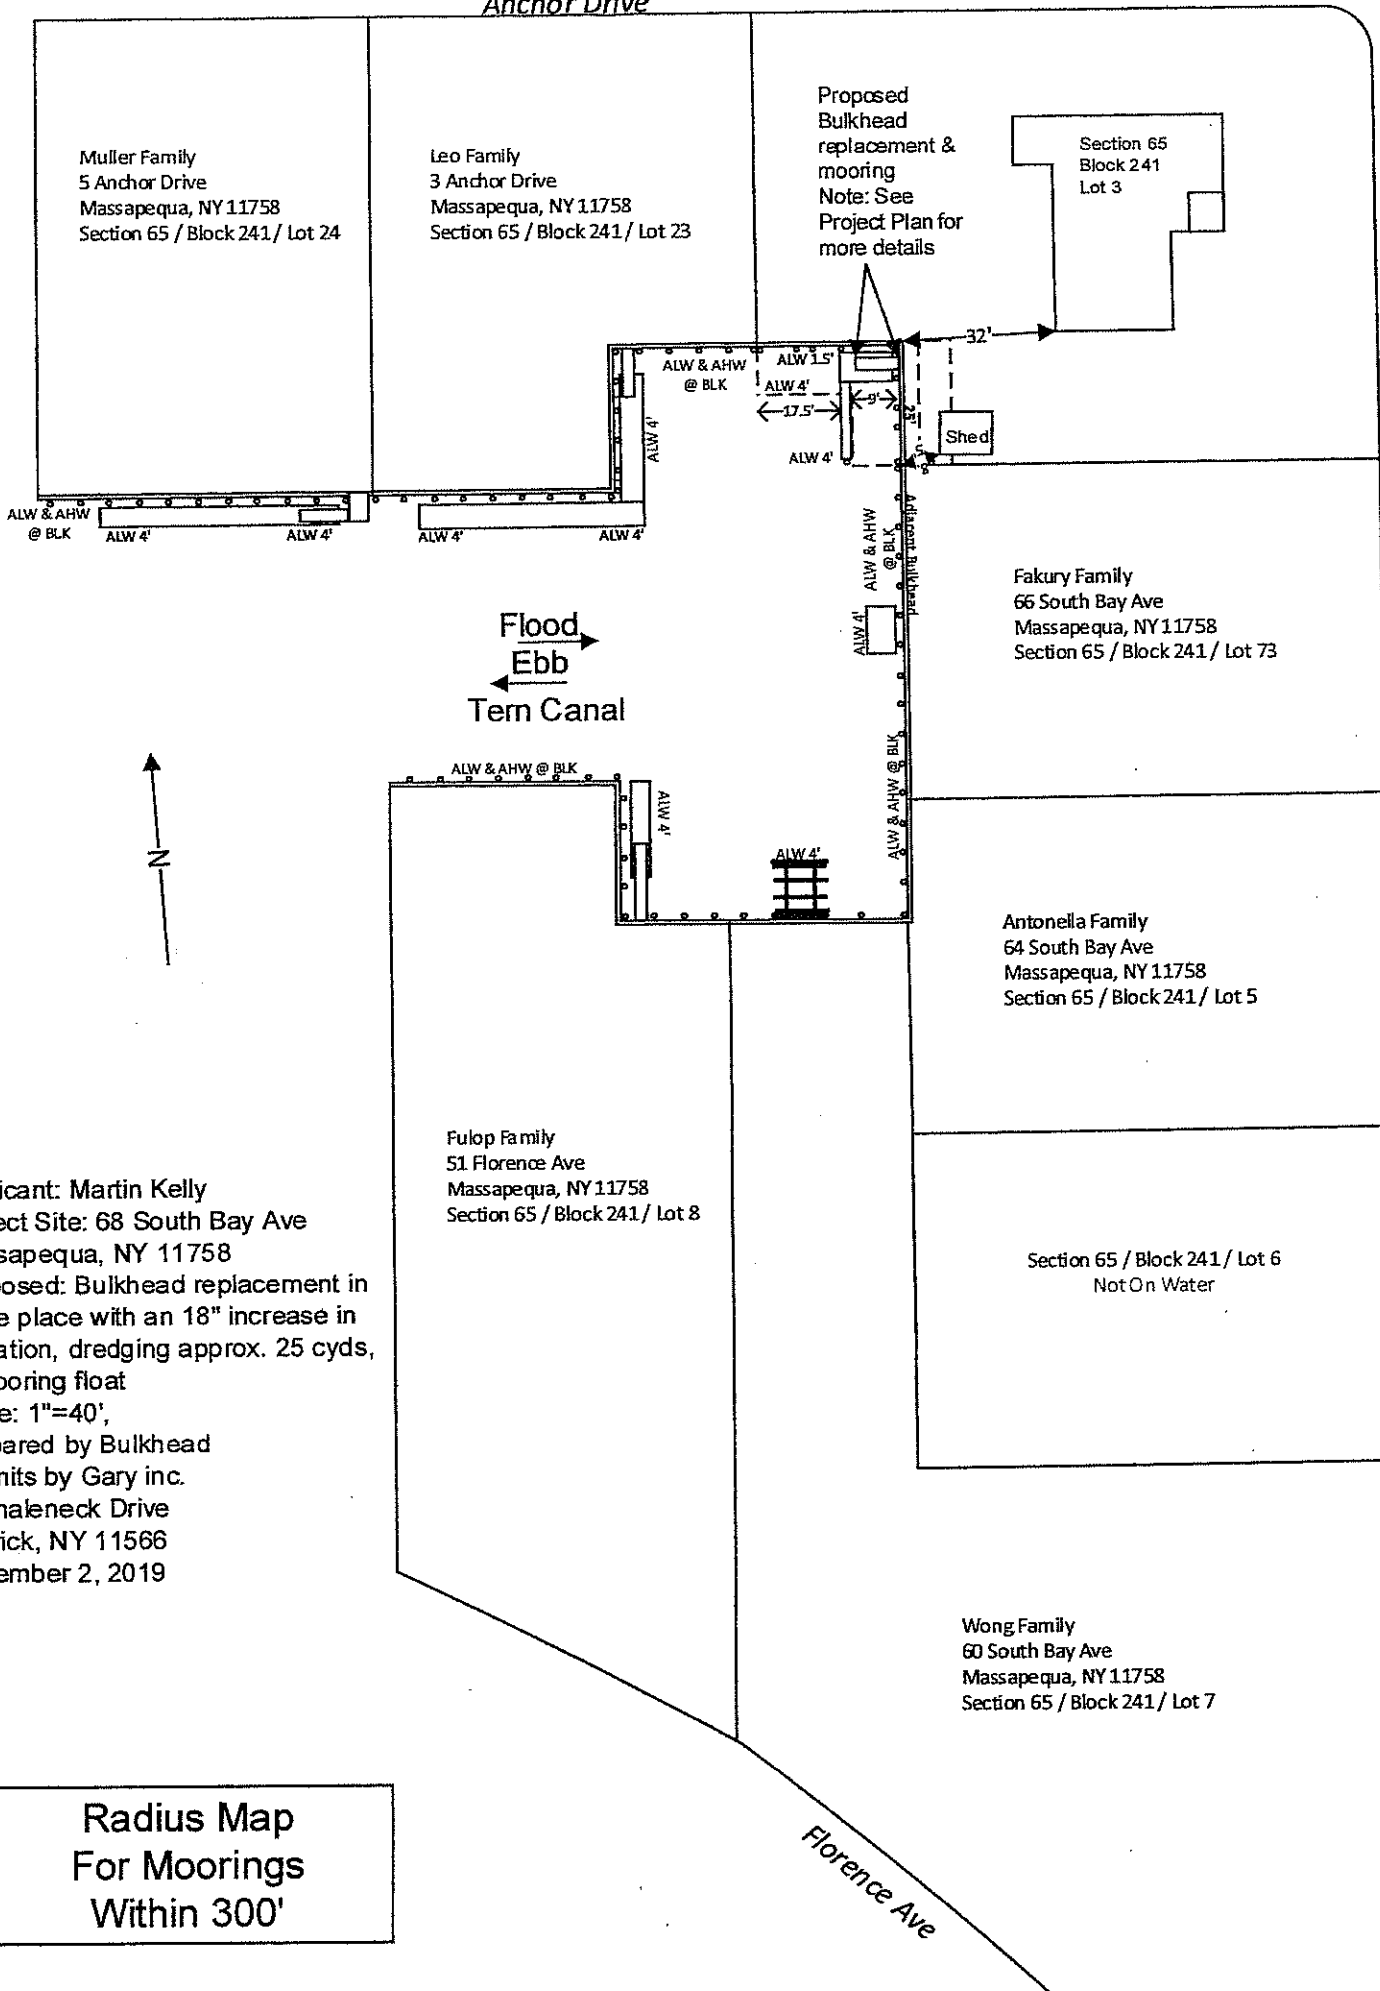 Anchor Drive
Muller Family
5 Anchor Drive
Massapequa, NY 11758
Section 65 / Block 241 / Lot 24
Leo Family
3 Anchor Drive
Massapequa, NY 11758
Section 65 / Block 241 / Lot 23
Proposed
Bulkhead
replacement &
mooring
Note: See
Project Plan for
more details
Section 65
Block 241
Lot 3
32'
ALW & AHW
@ BLK
ALW 1.5'
ALW 4'
17.5'
9'
25'
ALW 4'
5'
Shed
ALW 4'
ALW & AHW
@ BLK
ALW 4'
ALW 4'
ALW 4'
ALW 4'
ALW & AHW
@ BLK
Adjacent Bulkhead
ALW 4'
Fakury Family
66 South Bay Ave
Massapequa, NY 11758
Section 65 / Block 241 / Lot 73
Flood
Ebb
Tern Canal
ALW & AHW @ BLK
ALW & AHW @ BLK
ALW 4'
ALW 4'
N
Antonella Family
64 South Bay Ave
Massapequa, NY 11758
Section 65 / Block 241 / Lot 5
Fulop Family
51 Florence Ave
Massapequa, NY 11758
Section 65 / Block 241 / Lot 8
icant: Martin Kelly
ect Site: 68 South Bay Ave
sapequa, NY 11758
osed: Bulkhead replacement in
e place with an 18" increase in
ation, dredging approx. 25 cyds,
ooring float
e: 1"=40',
ared by Bulkhead
nits by Gary inc.
haleneck Drive
ick, NY 11566
ember 2, 2019
Section 65 / Block 241 / Lot 6
Not On Water
Wong Family
60 South Bay Ave
Massapequa, NY 11758
Section 65 / Block 241 / Lot 7
Radius Map
For Moorings
Within 300'
Florence Ave